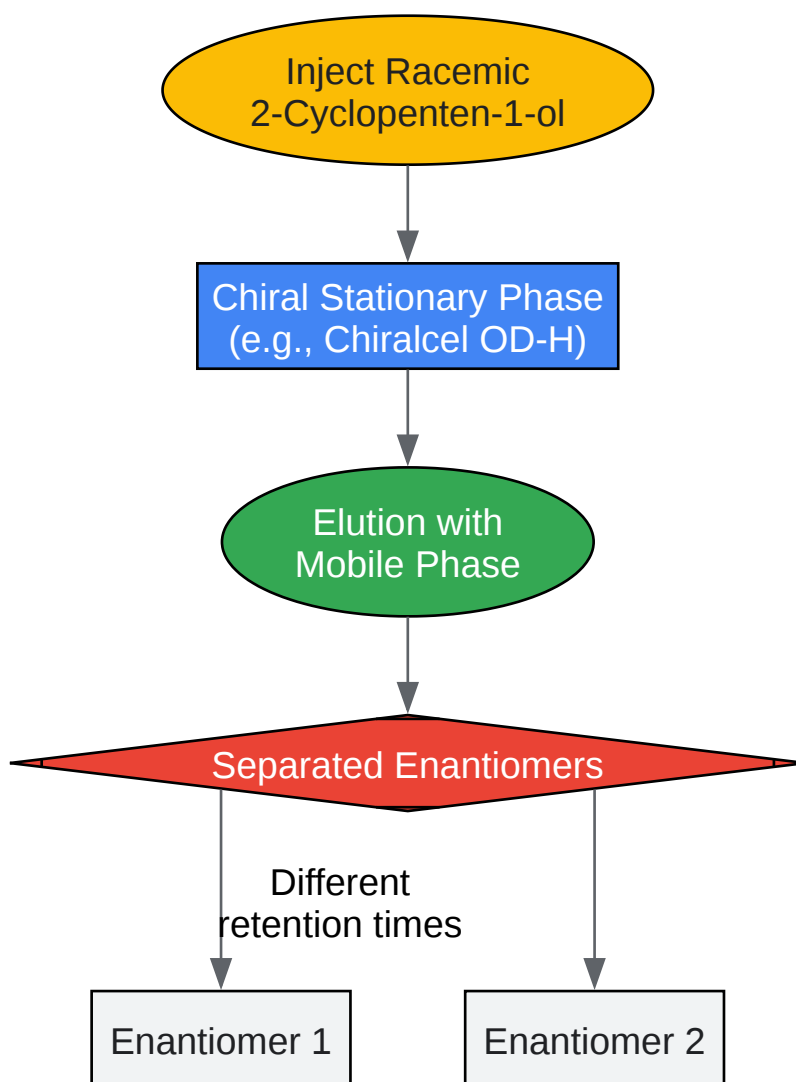 Inject Racemic
2-Cyclopenten-1-ol
Chiral Stationary Phase
(e.g., Chiralcel OD-H)
Elution with
Mobile Phase
Separated Enantiomers
Different
retention times
Enantiomer 1
Enantiomer 2